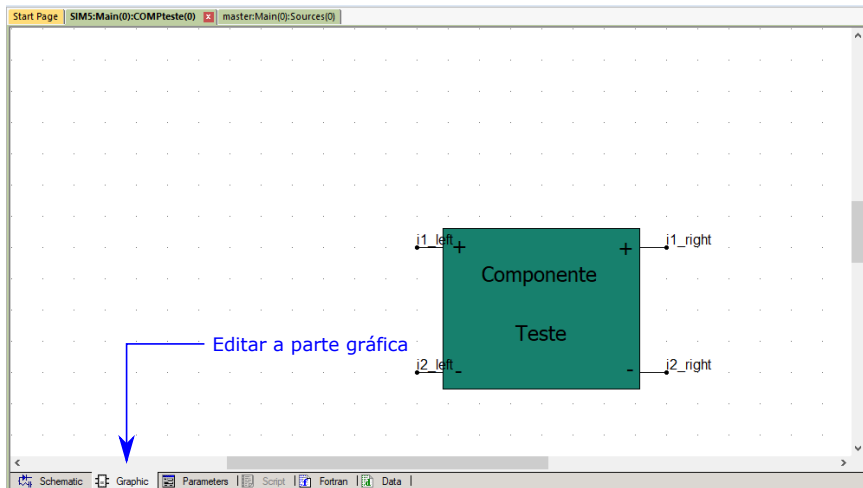 Start Page SIM5:Main(0):COMPteste(0) master:Main(0):Sources(0)
i1_left + + i1_right
Componente
Teste
Editar a parte gráfica
i2_left - - i2_right
Schematic Graphic Parameters Script Fortran Data